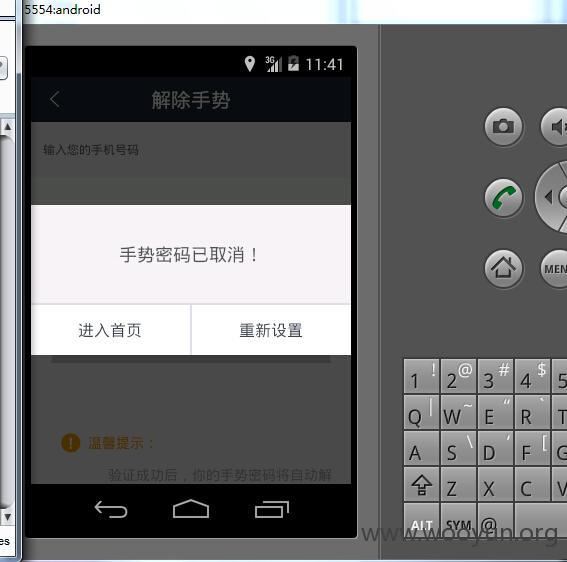 5554:android
3G 11:41
解除手势
输入您的手机号码
手势密码已取消！
进入首页 重新设置
温馨提示：
验证成功后，你的手势密码将自动解
1 ! 2 @ 3 # 4 $
Q | W ~ E “ R ` T
A S \ D ‘ F [ G
Z X C V
ALT SYM @
MEN
es
www.wooyun.org